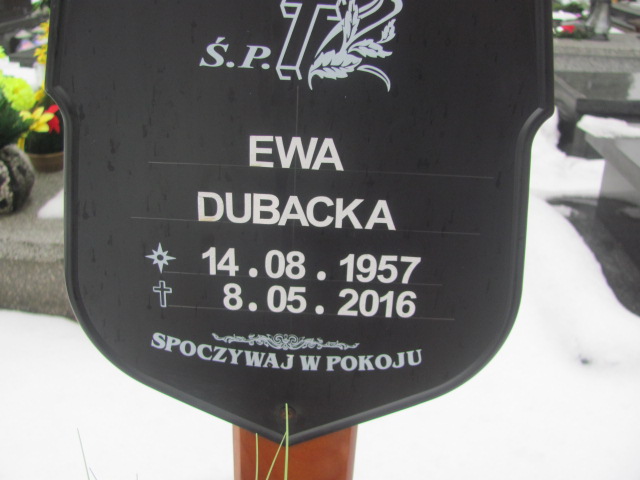 Ś.P.
EWA
DUBACKA
14.08.1957
8.05.2016
SPOCZYWAJ W POKOJU